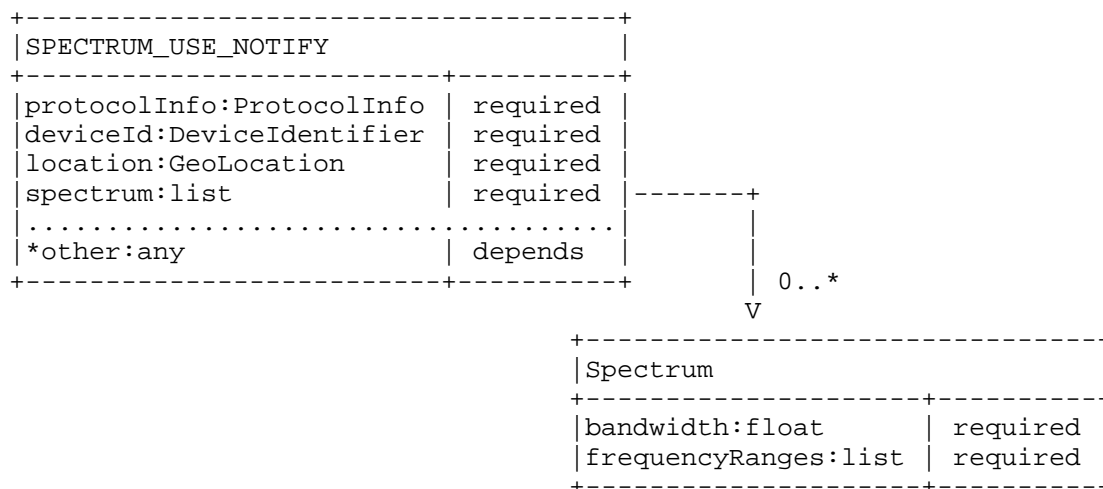 +-------------------------------------+
|SPECTRUM_USE_NOTIFY                  |
+--------------------------+----------+
|protocolInfo:ProtocolInfo | required |
|deviceId:DeviceIdentifier | required |
|location:GeoLocation      | required |
|spectrum:list             | required |-------+
|.....................................|       |
|*other:any                | depends  |       |
+--------------------------+----------+       | 0..*
                                              V
                                   +--------------------------------+
                                   |Spectrum
                                   +---------------------+----------+
                                   |bandwidth:float      | required
                                   |frequencyRanges:list | required
                                   +---------------------+----------+